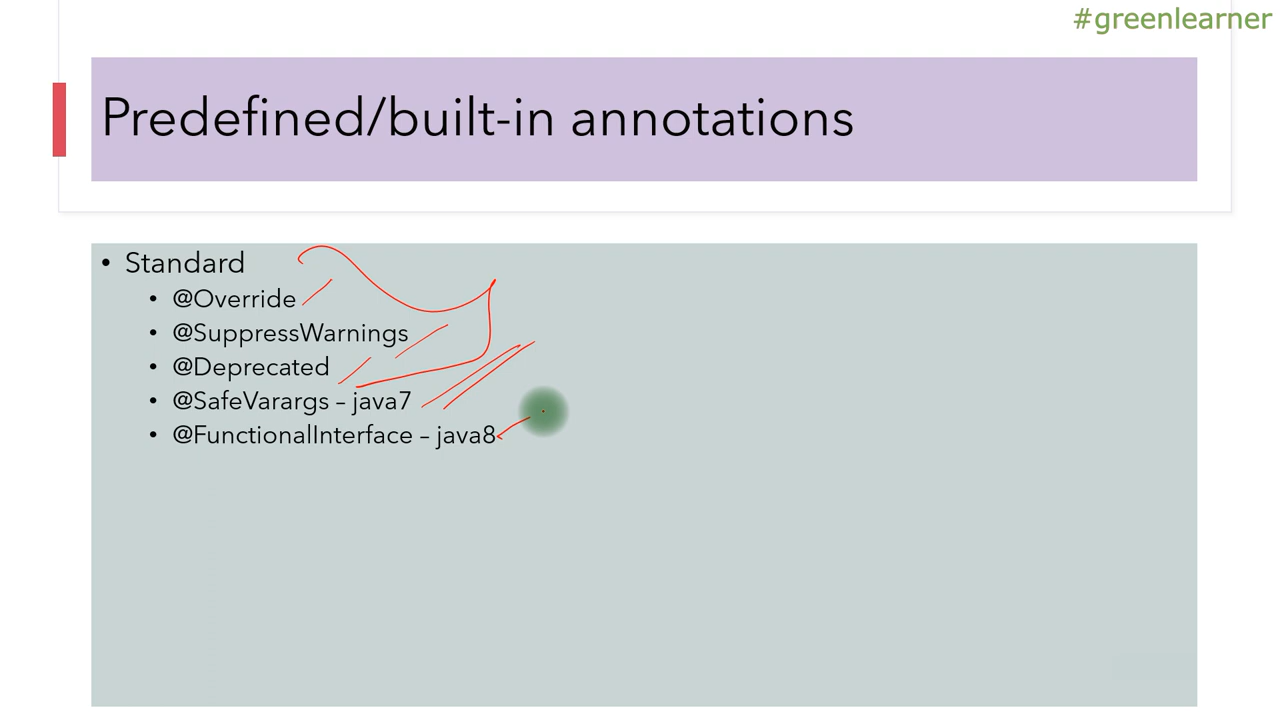 #greenlearner
Predefined/built-in annotations
• Standard
• @Override
• @SuppressWarnings
• @Deprecated
• @SafeVarargs – java7
• @FunctionalInterface – java8